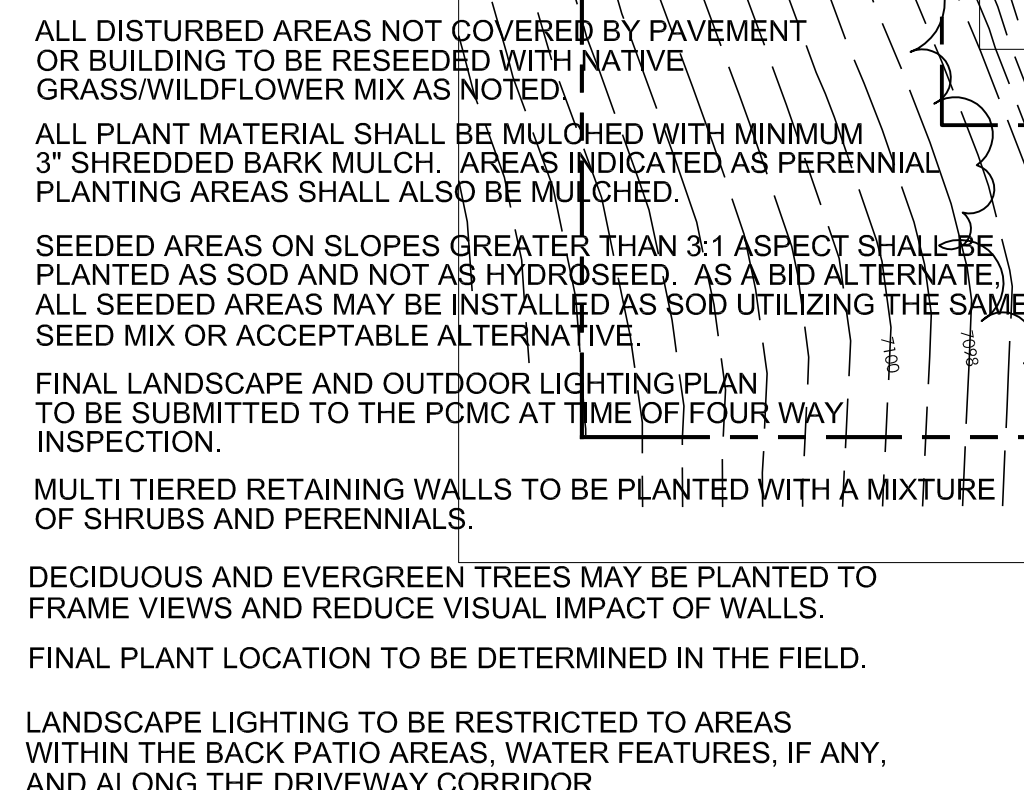 ALL DISTURBED AREAS NOT COVERED BY PAVEMENT
OR BUILDING TO BE RESEEDED WITH NATIVE
GRASS/WILDFLOWER MIX AS NOTED.
ALL PLANT MATERIAL SHALL BE MULCHED WITH MINIMUM
3" SHREDDED BARK MULCH.  AREAS INDICATED AS PERENNIAL
PLANTING AREAS SHALL ALSO BE MULCHED.
SEEDED AREAS ON SLOPES GREATER THAN 3:1 ASPECT SHALL BE
PLANTED AS SOD AND NOT AS HYDROSEED.  AS A BID ALTERNATE,
ALL SEEDED AREAS MAY BE INSTALLED AS SOD UTILIZING THE SAME
SEED MIX OR ACCEPTABLE ALTERNATIVE.
7100
7098
FINAL LANDSCAPE AND OUTDOOR LIGHTING PLAN
TO BE SUBMITTED TO THE PCMC AT TIME OF FOUR WAY
INSPECTION.
MULTI TIERED RETAINING WALLS TO BE PLANTED WITH A MIXTURE
OF SHRUBS AND PERENNIALS.
DECIDUOUS AND EVERGREEN TREES MAY BE PLANTED TO
FRAME VIEWS AND REDUCE VISUAL IMPACT OF WALLS.
FINAL PLANT LOCATION TO BE DETERMINED IN THE FIELD.
LANDSCAPE LIGHTING TO BE RESTRICTED TO AREAS
WITHIN THE BACK PATIO AREAS, WATER FEATURES, IF ANY,
AND ALONG THE DRIVEWAY CORRIDOR